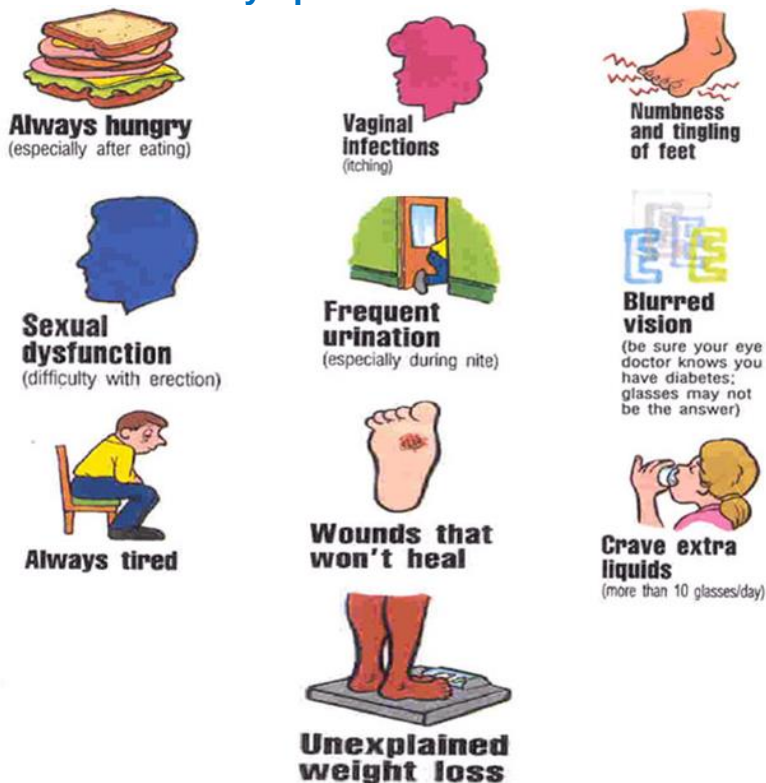 Always hungry
(especially after eating)
Vaginal
infections
(itching)
Numbness
and tingling
of feet
Sexual
dysfunction
(difficulty with erection)
Frequent
urination
(especially during nite)
Blurred
vision
(be sure your eye
doctor knows you
have diabetes;
glasses may not
be the answer)
Always tired
Wounds that
won't heal
Crave extra
liquids
(more than 10 glasses/day)
Unexplained
weight loss